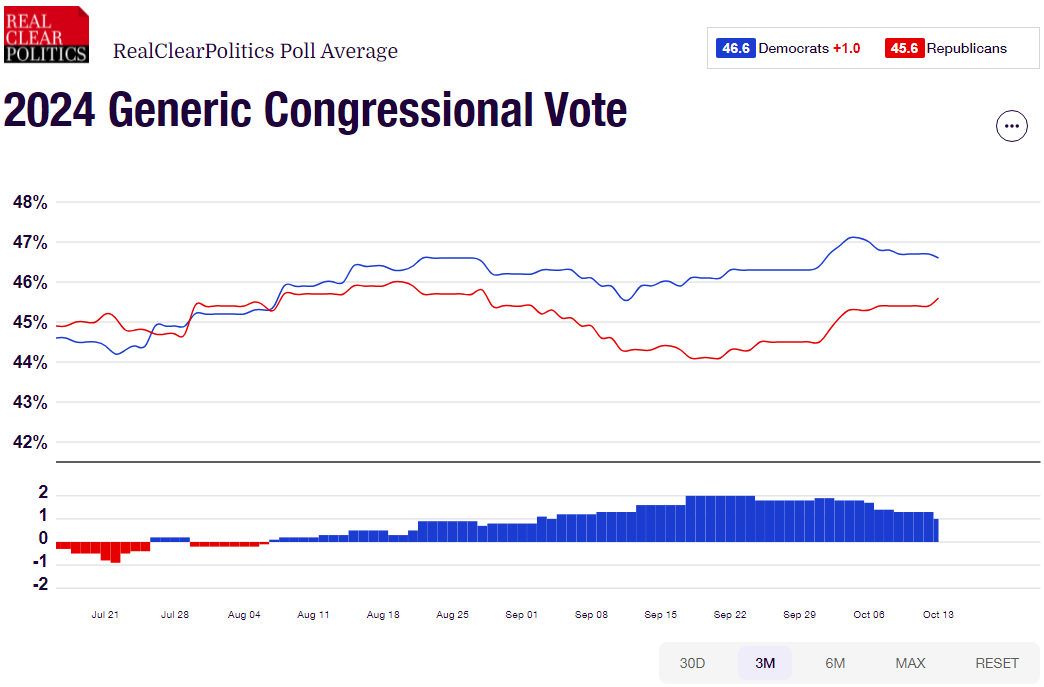 REAL
CLEAR
POLITICS
RealClearPolitics Poll Average
46.6 Democrats +1.0 45.6 Republicans
2024 Generic Congressional Vote
48%
47%
46%
45%
44%
43%
42%
2
1
0
-1
-2
Jul 21 Jul 28 Aug 04 Aug 11 Aug 18 Aug 25 Sep 01 Sep 08 Sep 15 Sep 22 Sep 29 Oct 06 Oct 13
30D 3M 6M MAX RESET